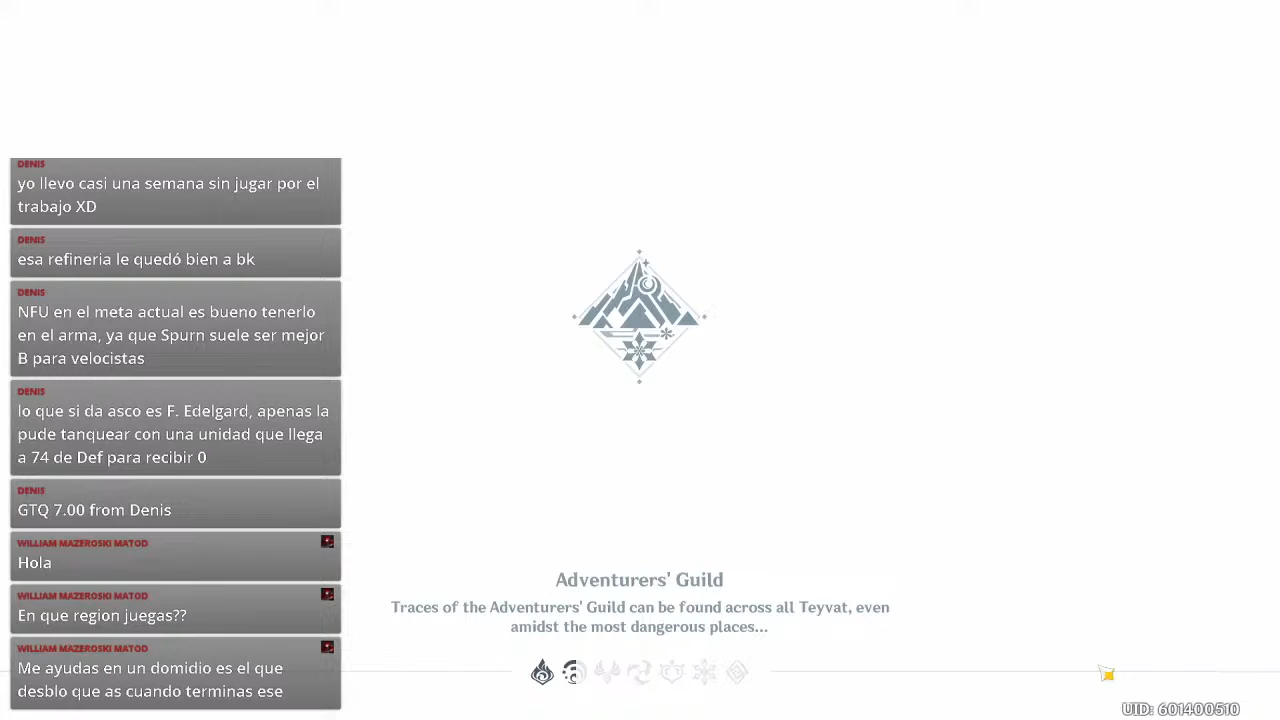 DENIS
yo llevo casi una semana sin jugar por el
trabajo XD
DENIS
esa refineria le quedó bien a bk
DENIS
NFU en el meta actual es bueno tenerlo
en el arma, ya que Spurn suele ser mejor
B para velocistas
DENIS
lo que si da asco es F. Edelgard, apenas la
pude tanquear con una unidad que llega
a 74 de Def para recibir 0
DENIS
GTQ 7.00 from Denis
WILLIAM MAZEROSKI MATOD
Hola
WILLIAM MAZEROSKI MATOD
En que region juegas??
WILLIAM MAZEROSKI MATOD
Me ayudas en un domidio es el que
desblo que as cuando terminas ese
Adventurers' Guild
Traces of the Adventurers' Guild can be found across all Teyvat, even
amidst the most dangerous places...
UID: 601400510